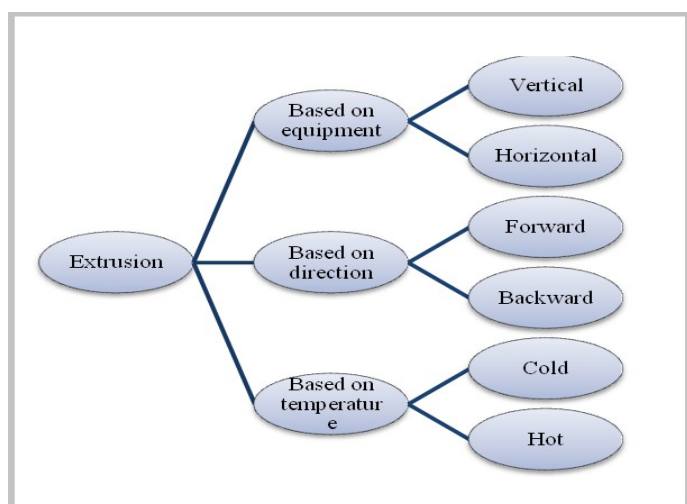 Extrusion
Based on
equipment
Vertical
Horizontal
Based on
direction
Forward
Backward
Based on
temperatur
e
Cold
Hot